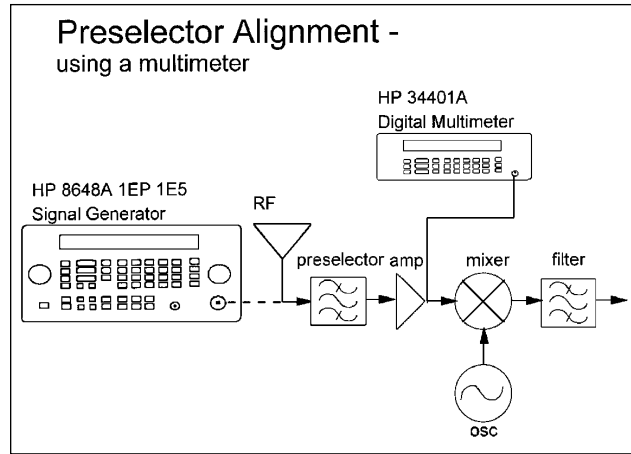 Preselector Alignment -
using a multimeter
HP 34401A
Digital Multimeter
HP 8648A 1EP 1E5
Signal Generator
RF
preselector
amp
mixer
filter
osc